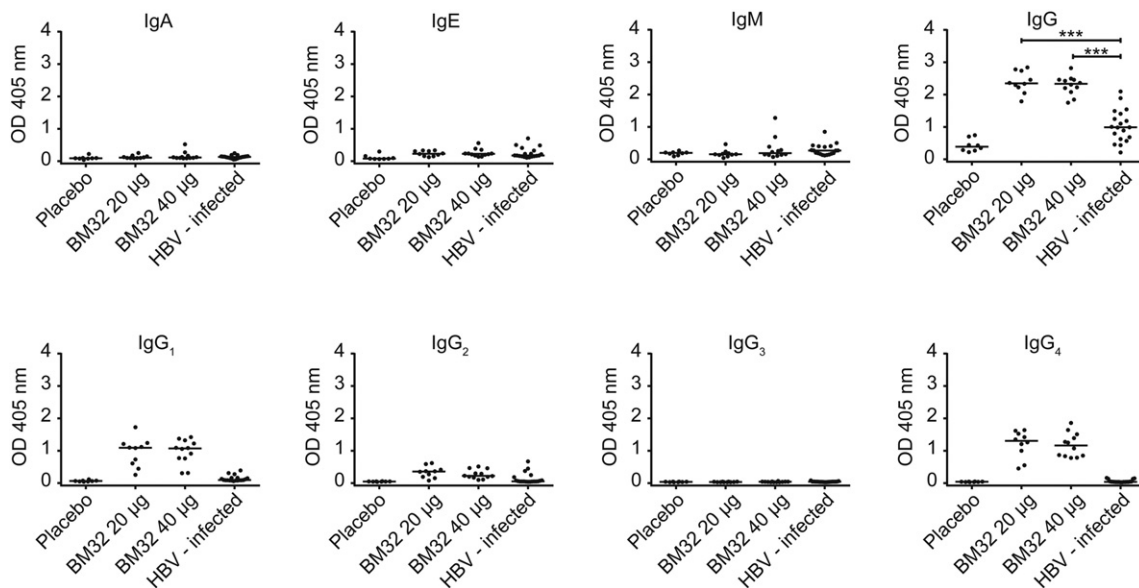 IgA
OD 405 nm
4
3
2
1
0
Placebo
BM32 20 µg
BM32 40 µg
HBV - infected
IgE
OD 405 nm
4
3
2
1
0
Placebo
BM32 20 µg
BM32 40 µg
HBV - infected
IgM
OD 405 nm
4
3
2
1
0
Placebo
BM32 20 µg
BM32 40 µg
HBV - infected
IgG
***
***
OD 405 nm
4
3
2
1
0
Placebo
BM32 20 µg
BM32 40 µg
HBV - infected
IgG₁
OD 405 nm
4
3
2
1
0
Placebo
BM32 20 µg
BM32 40 µg
HBV - infected
IgG₂
OD 405 nm
4
3
2
1
0
Placebo
BM32 20 µg
BM32 40 µg
HBV - infected
IgG₃
OD 405 nm
4
3
2
1
0
Placebo
BM32 20 µg
BM32 40 µg
HBV - infected
IgG₄
OD 405 nm
4
3
2
1
0
Placebo
BM32 20 µg
BM32 40 µg
HBV - infected